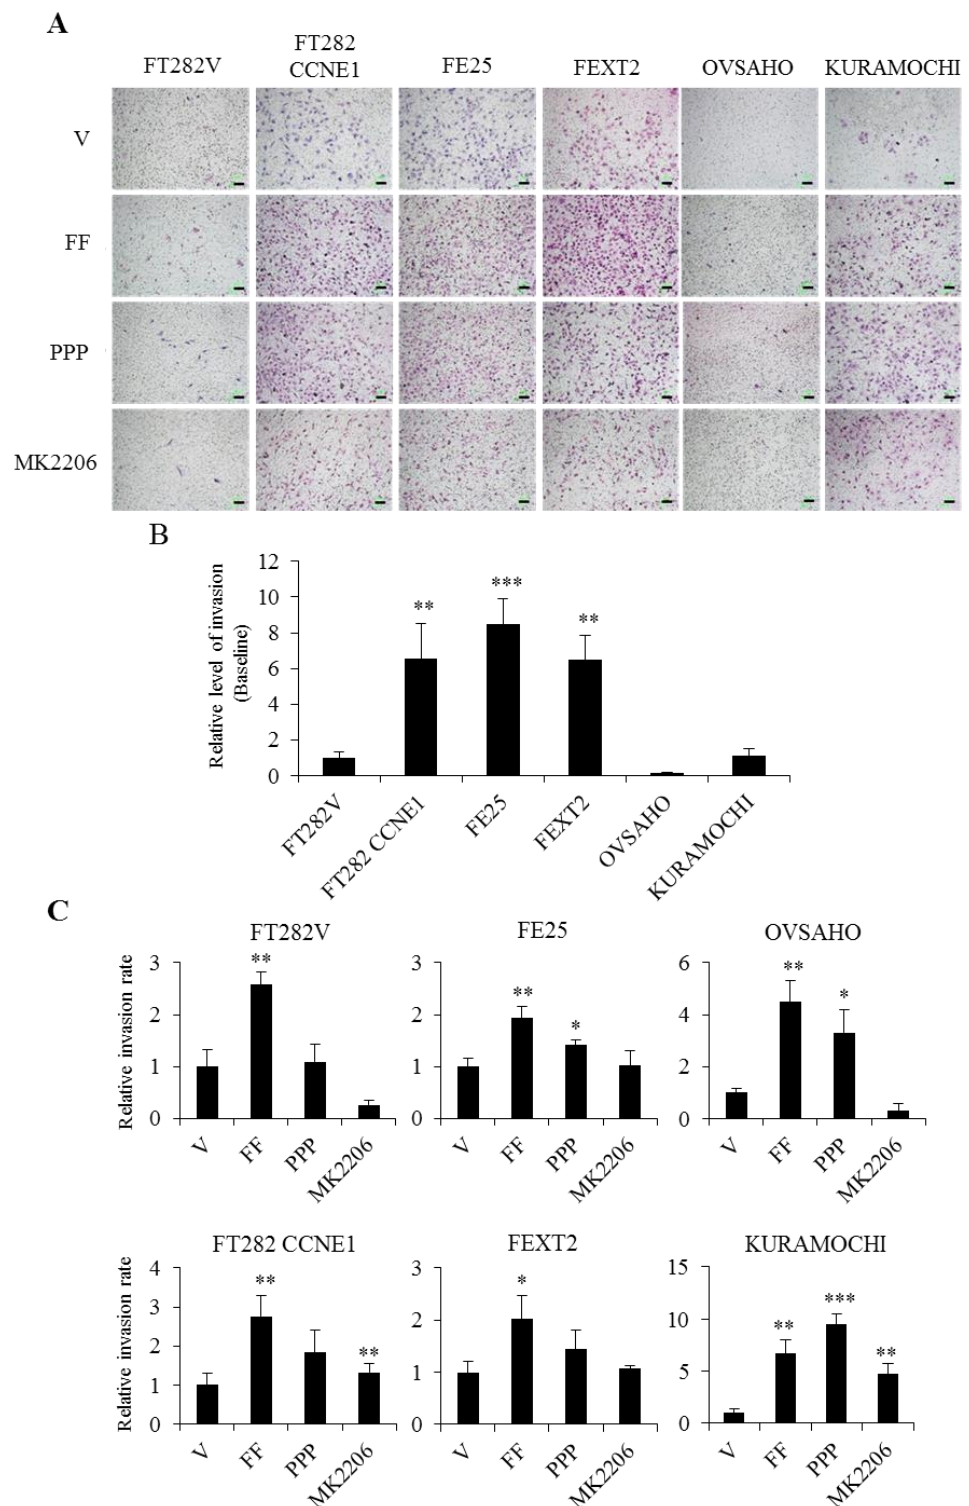 A
FT282V
FT282
CCNE1
FE25
FEXT2
OVSAHO
KURAMOCHI
V
FF
PPP
MK2206
B
Relative level of invasion
(Baseline)
12
10
8
6
4
2
0
**
***
**
FT282V
FT282 CCNE1
FE25
FEXT2
OVSAHO
KURAMOCHI
C
FT282V
Relative invasion rate
3
2
1
0
**
V
FF
PPP
MK2206
FE25
3
2
1
0
**
*
V
FF
PPP
MK2206
OVSAHO
6
4
2
0
**
*
V
FF
PPP
MK2206
FT282 CCNE1
Relative invasion rate
4
3
2
1
0
**
**
V
FF
PPP
MK2206
FEXT2
3
2
1
0
*
V
FF
PPP
MK2206
KURAMOCHI
15
10
5
0
**
***
**
V
FF
PPP
MK2206